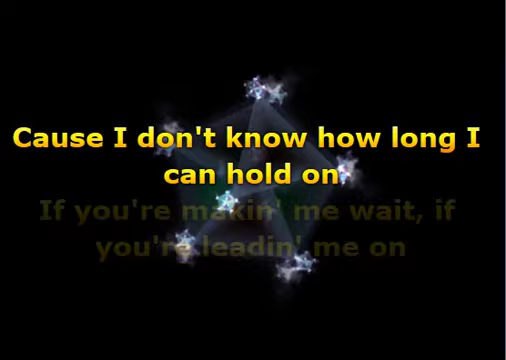 Cause I don't know how long I
can hold on
If you're makin' me wait, if
you're leadin' me on